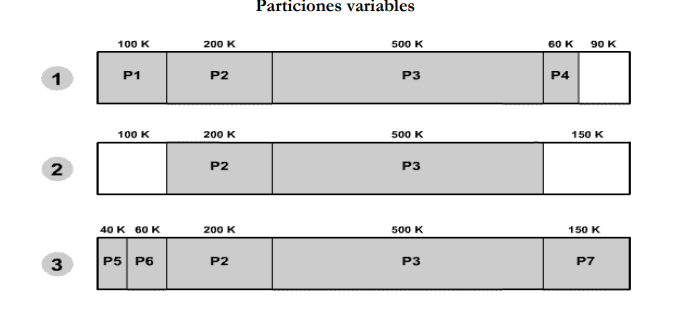 Particiones variables
100 K 200 K 500 K 60 K 90 K
1 P1 P2 P3 P4
100 K 200 K 500 K 150 K
2 P2 P3
40 K 60 K 200 K 500 K 150 K
3 P5 P6 P2 P3 P7